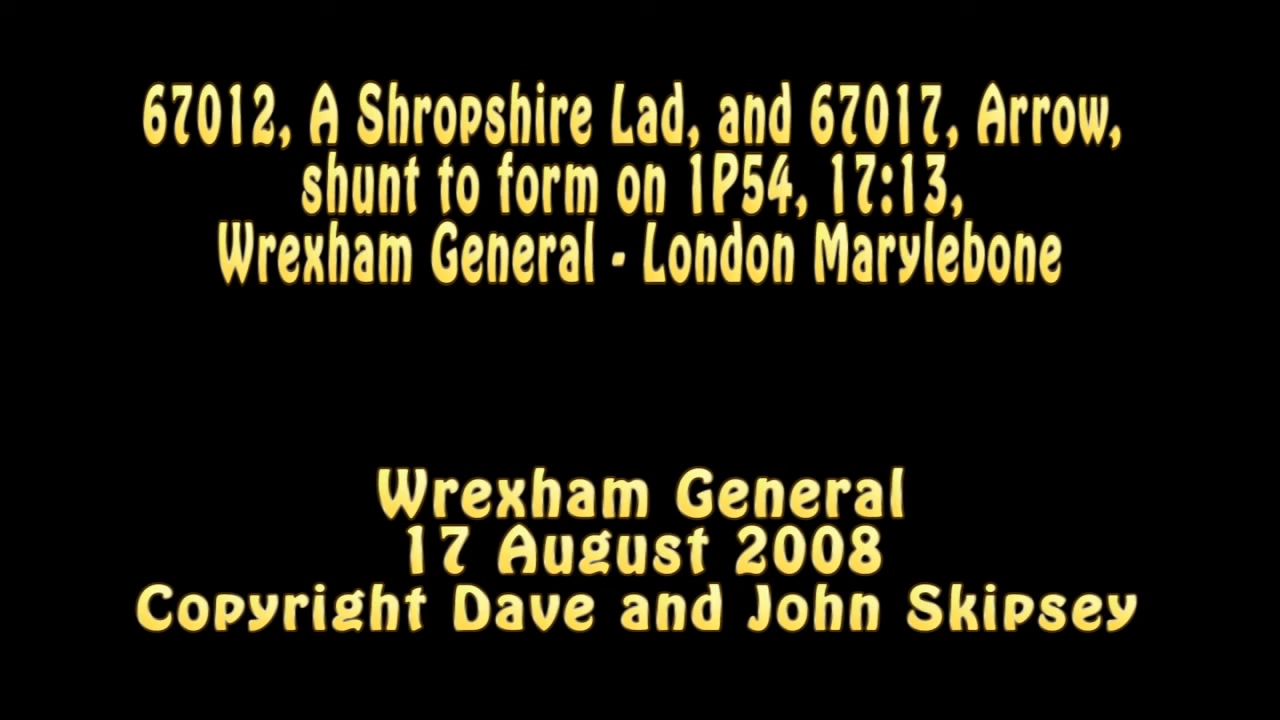 67012, A Shropshire Lad, and 67017, Arrow,
shunt to form on 1P54, 17:13,
Wrexham General - London Marylebone
Wrexham General
17 August 2008
Copyright Dave and John Skipsey